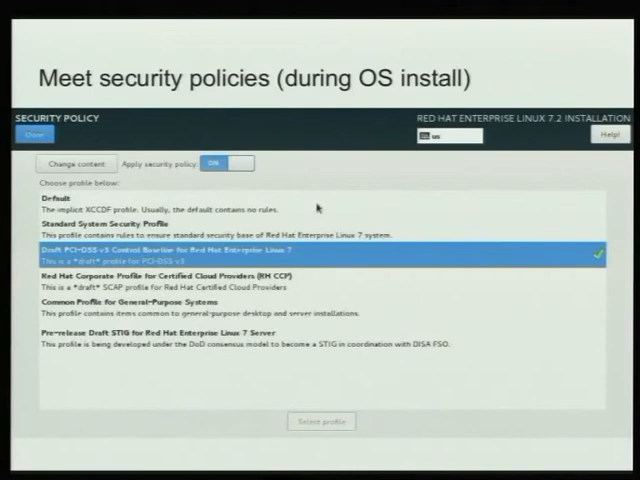 Meet security policies (during OS install)
SECURITY POLICY
RED HAT ENTERPRISE LINUX 7.2 INSTALLATION
Done
us
Help!
Change content
Apply security policy:
ON
Choose profile below:
Default
The implicit XCCDF profile. Usually, the default contains no rules.
Standard System Security Profile
This profile contains rules to ensure standard security base of Red Hat Enterprise Linux 7 system.
Draft PCI-DSS v3 Control Baseline for Red Hat Enterprise Linux 7
This is a *draft* profile for PCI-DSS v3
Red Hat Corporate Profile for Certified Cloud Providers (RH CCP)
This is a *draft* SCAP profile for Red Hat Certified Cloud Providers
Common Profile for General-Purpose Systems
This profile contains items common to general-purpose desktop and server installations.
Pre-release Draft STIG for Red Hat Enterprise Linux 7 Server
This profile is being developed under the DoD consensus model to become a STIG in coordination with DISA FSO.
Select profile